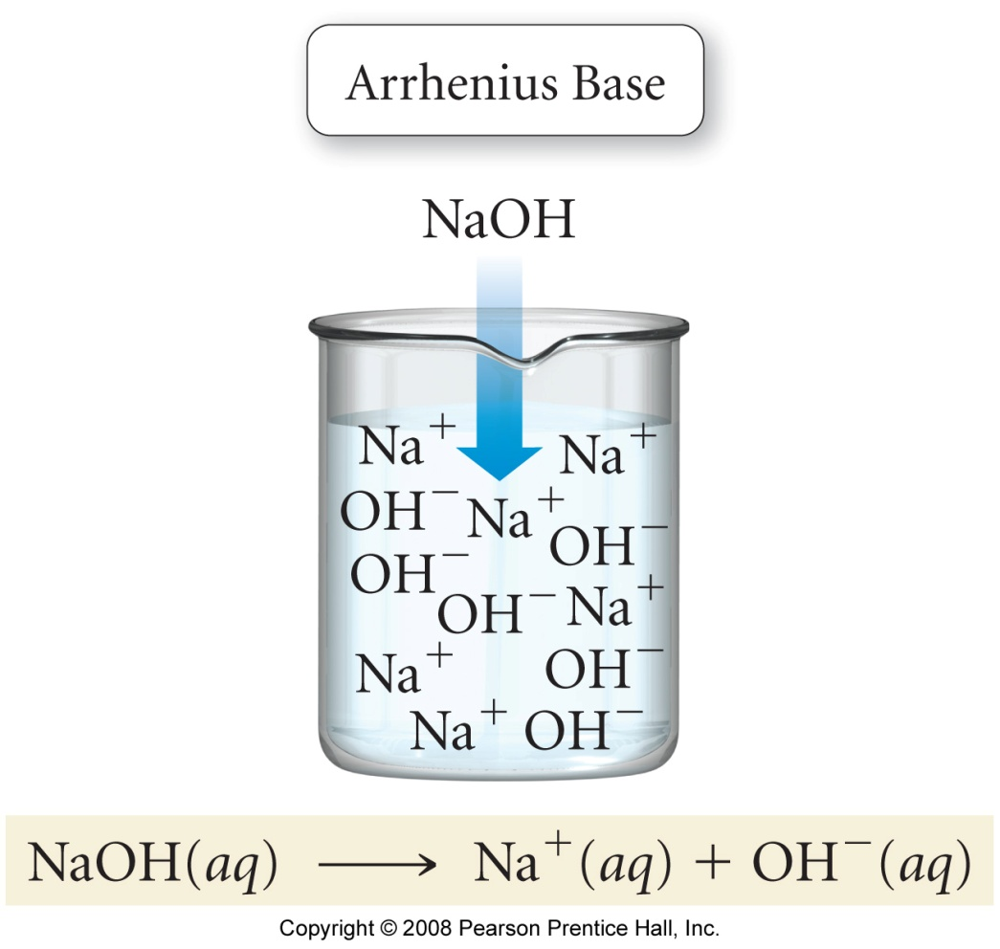 Arrhenius Base
NaOH
Na⁺ Na⁺
OH⁻ Na⁺
OH⁻
OH⁻
OH⁻ Na⁺
Na⁺ OH⁻
Na⁺ OH⁻
NaOH(aq) ⟶ Na⁺(aq) + OH⁻(aq)
Copyright © 2008 Pearson Prentice Hall, Inc.